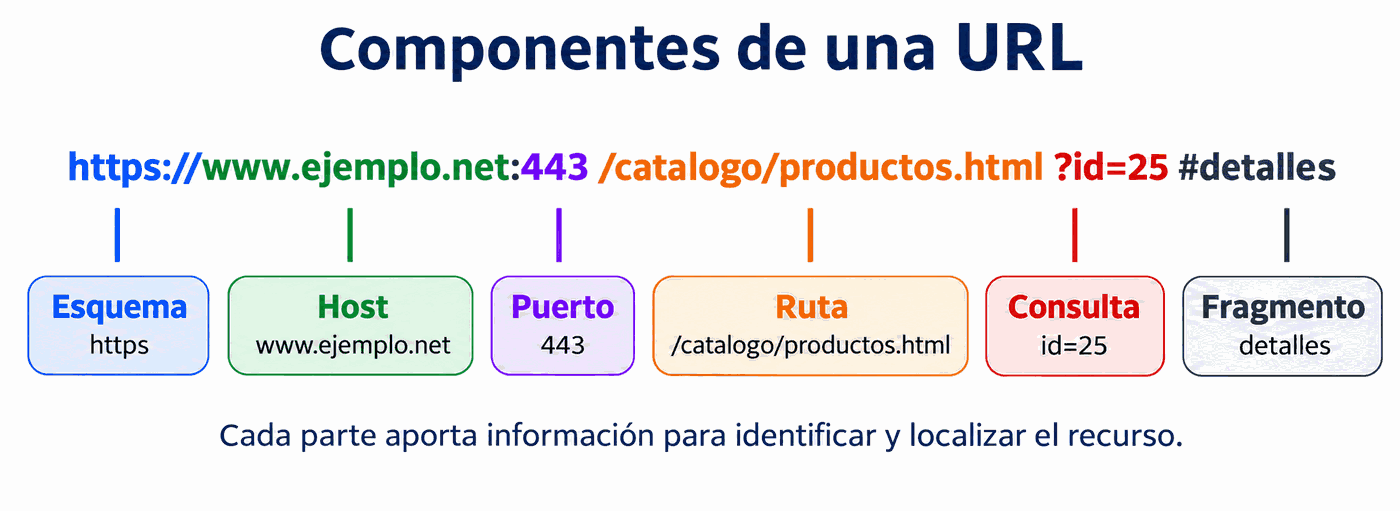 Componentes de una URL
https://www.ejemplo.net:443 /catalogo/productos.html ?id=25 #detalles
Esquema
https
Host
www.ejemplo.net
Puerto
443
Ruta
/catalogo/productos.html
Consulta
id=25
Fragmento
detalles
Cada parte aporta información para identificar y localizar el recurso.